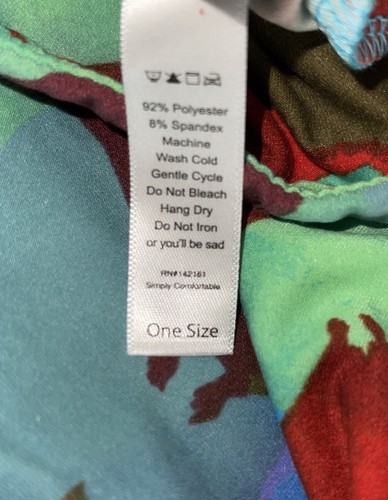 92% Polyester
8% Spandex
Machine
Wash Cold
Gentle Cycle
Do Not Bleach
Hang Dry
Do Not Iron
or you'll be sad
RN#142161
Simply Comfortable
One Size